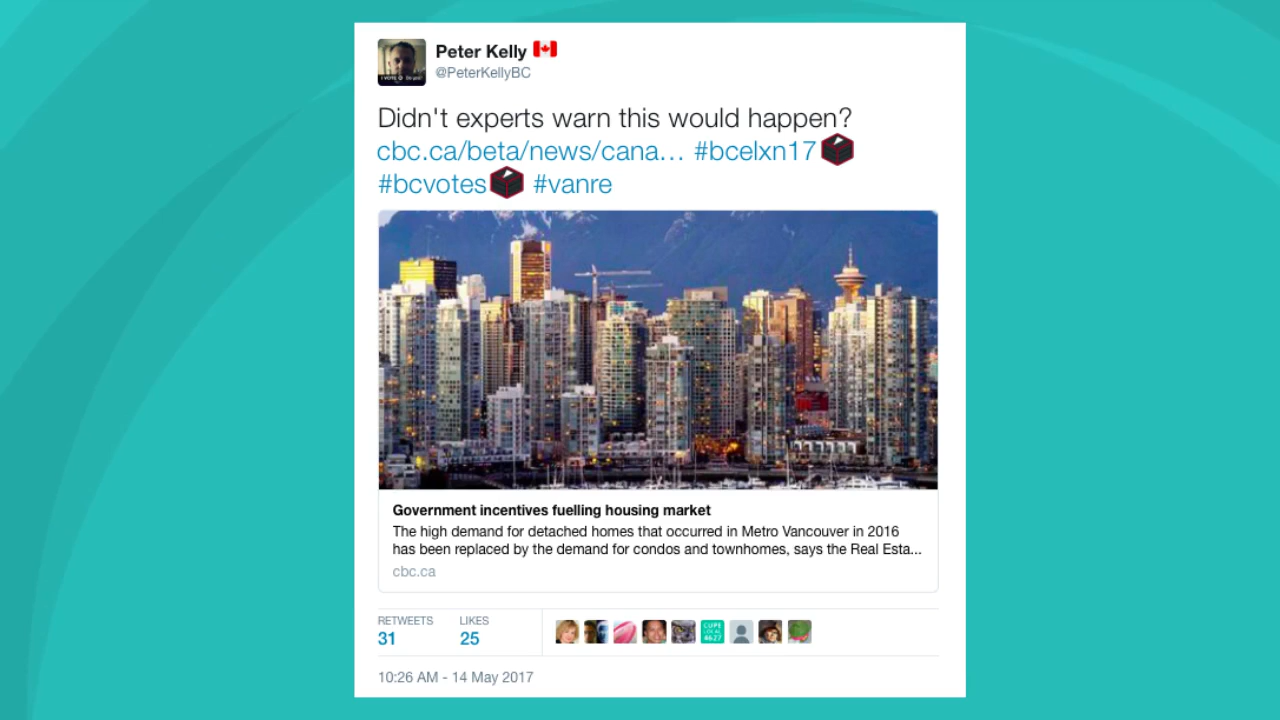 Peter Kelly
@PeterKellyBC
Didn't experts warn this would happen?
cbc.ca/beta/news/cana... #bcelxn17
#bcvotes #vanre
Government incentives fuelling housing market
The high demand for detached homes that occurred in Metro Vancouver in 2016
has been replaced by the demand for condos and townhomes, says the Real Esta...
cbc.ca
RETWEETS LIKES
31 25
CUPE
LOCAL
4627
10:26 AM - 14 May 2017